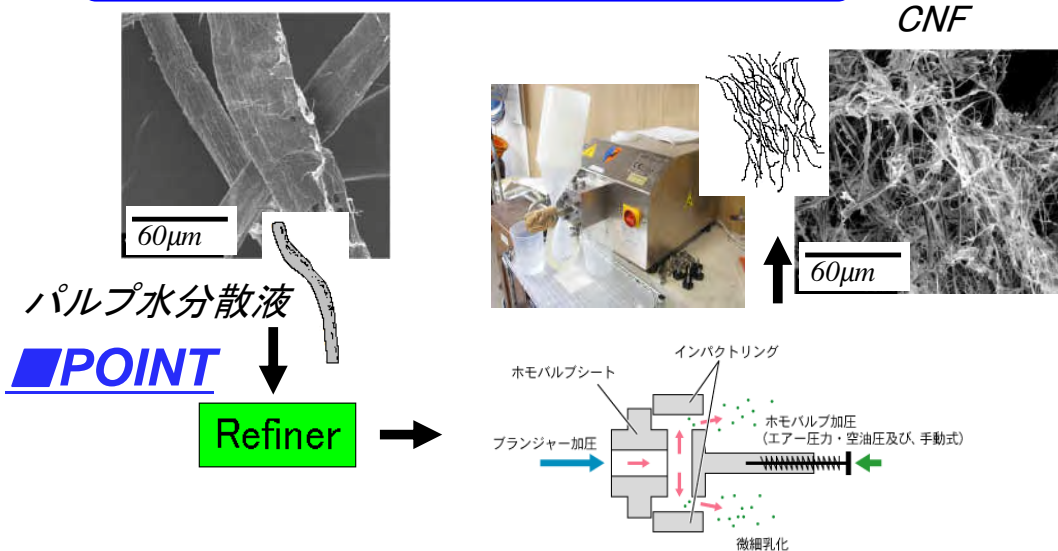 CNF
60μm
60μm
パルプ水分散液
■POINT
Refiner
インパクトリング
ホモバルブシート
プランジャー加圧
ホモバルブ加圧
(エアー圧力・空油圧及び、手動式)
微細乳化